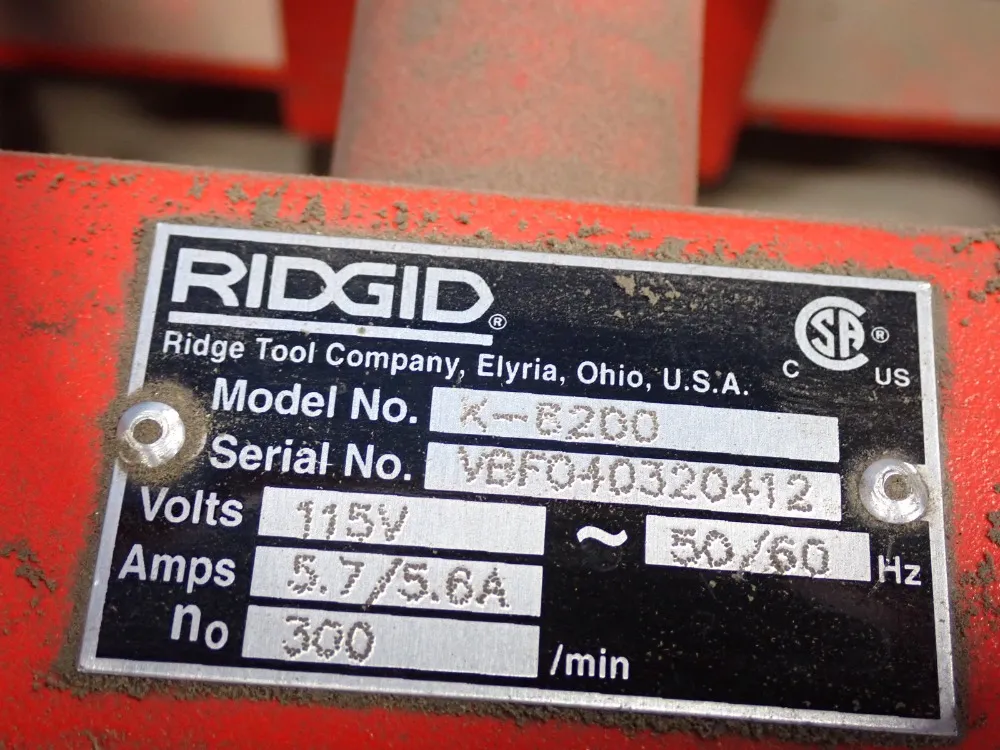 RIDGID®
Ridge Tool Company, Elyria, Ohio, U.S.A.
C SA® US
Model No. K-6200
Serial No. VBF040320412
Volts 115V ~ 50/60 Hz
Amps 5.7/5.6A
no 300 /min